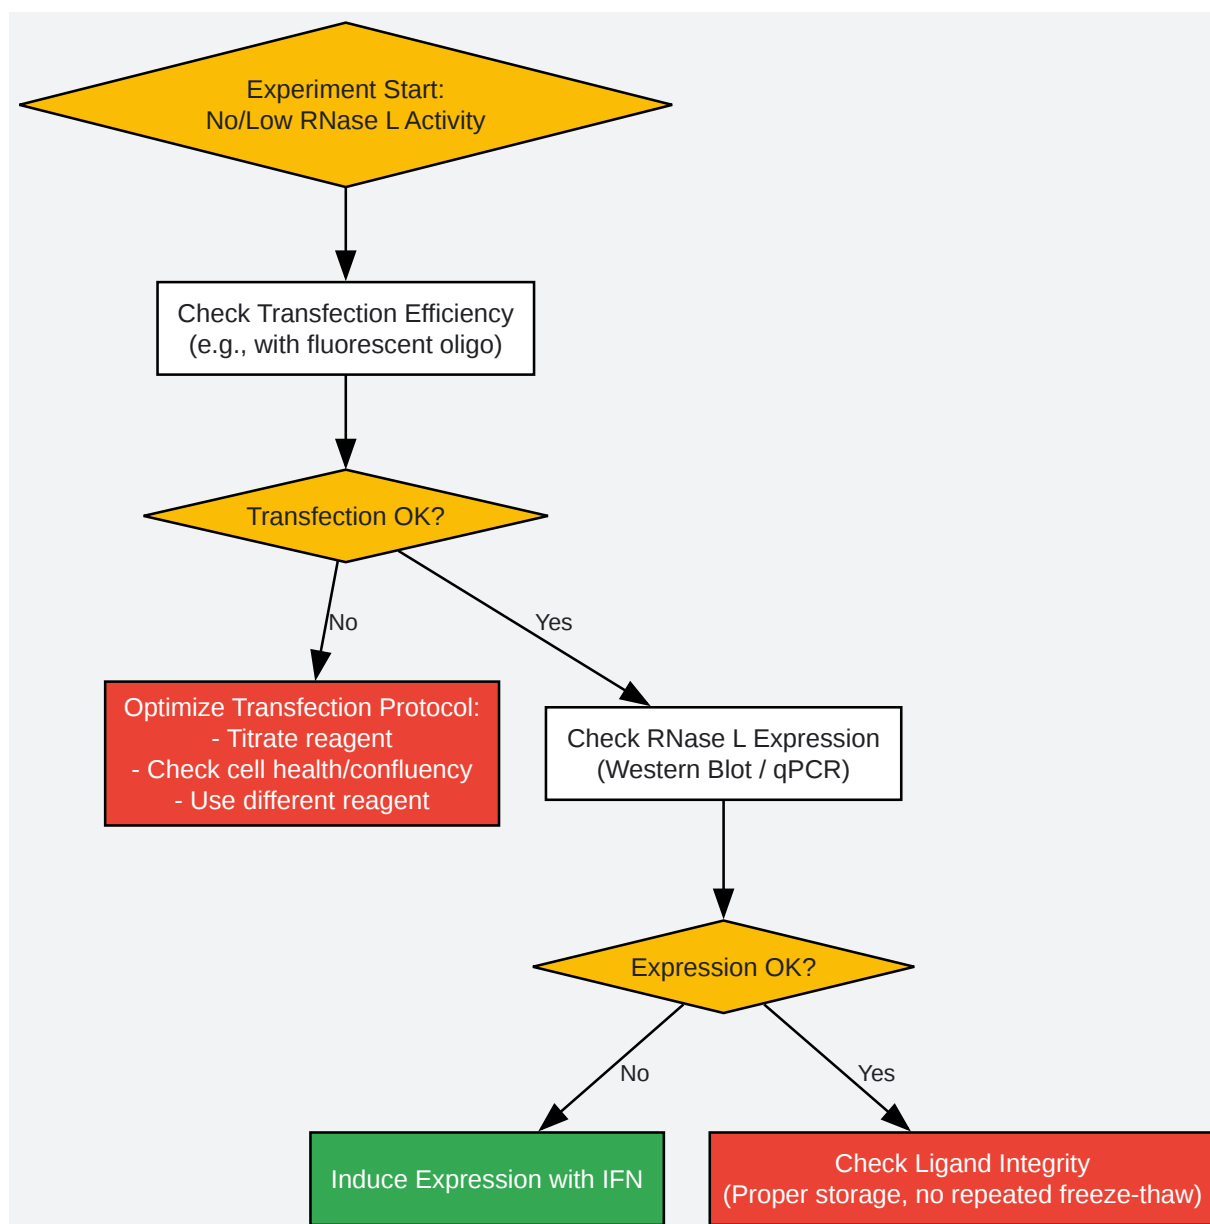 Experiment Start:
No/Low RNase L Activity
Check Transfection Efficiency
(e.g., with fluorescent oligo)
Transfection OK?
No
Yes
Optimize Transfection Protocol:
- Titrate reagent
- Check cell health/confluency
- Use different reagent
Check RNase L Expression
(Western Blot / qPCR)
Expression OK?
No
Yes
Induce Expression with IFN
Check Ligand Integrity
(Proper storage, no repeated freeze-thaw)